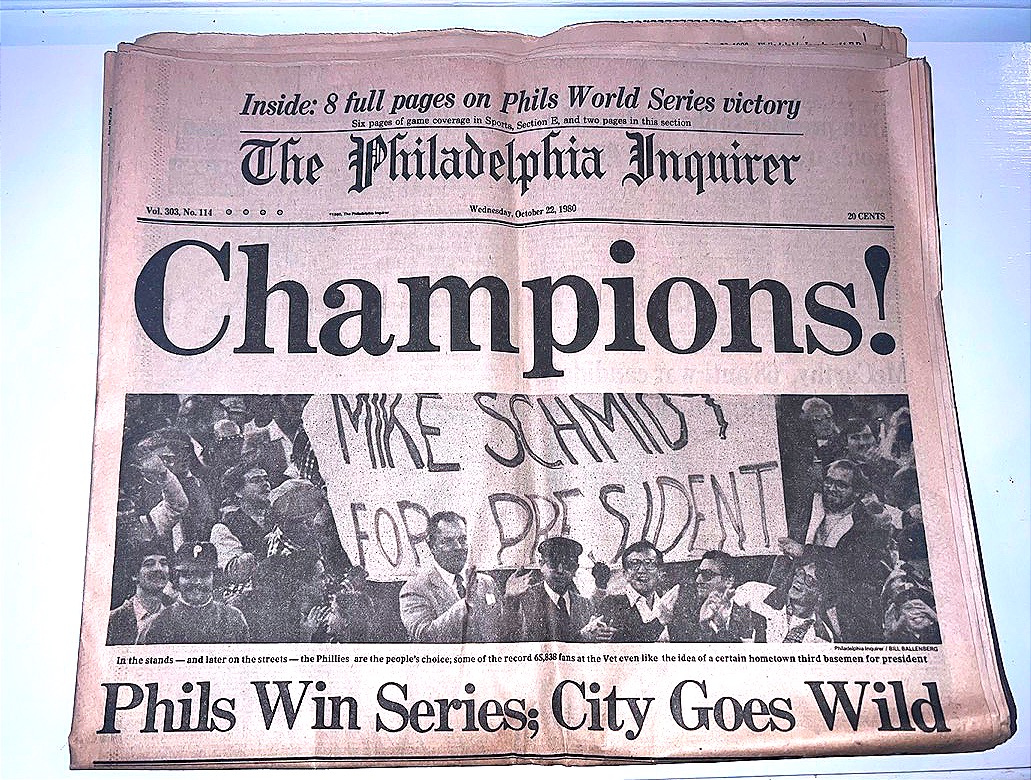 Inside: 8 full pages on Phils World Series victory
Six pages of game coverage in Sports, Section E, and two pages in this section
The Philadelphia Inquirer
Vol. 303, No. 114
Wednesday, October 22, 1980
20 CENTS
Champions!
MIKE SCHMIDT
FOR PRESIDENT
P
Philadelphia Inquirer / BILL BALLENBERG
In the stands — and later on the streets — the Phillies are the people's choice; some of the record 65,838 fans at the Vet even like the idea of a certain hometown third basemen for president
Phils Win Series; City Goes Wild